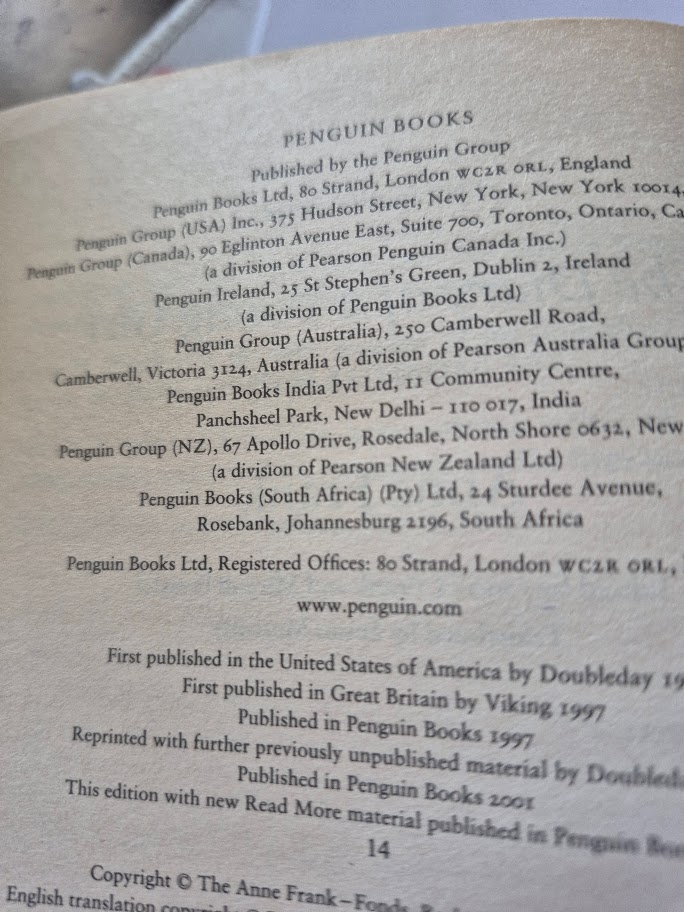 PENGUIN BOOKS
Published by the Penguin Group
Penguin Books Ltd, 80 Strand, London WC2R 0RL, England
Penguin Group (USA) Inc., 375 Hudson Street, New York, New York 10014,
Penguin Group (Canada), 90 Eglinton Avenue East, Suite 700, Toronto, Ontario, Ca
(a division of Pearson Penguin Canada Inc.)
Penguin Ireland, 25 St Stephen's Green, Dublin 2, Ireland
(a division of Penguin Books Ltd)
Penguin Group (Australia), 250 Camberwell Road,
Camberwell, Victoria 3124, Australia (a division of Pearson Australia Group
Penguin Books India Pvt Ltd, 11 Community Centre,
Panchsheel Park, New Delhi – 110 017, India
Penguin Group (NZ), 67 Apollo Drive, Rosedale, North Shore 0632, New
(a division of Pearson New Zealand Ltd)
Penguin Books (South Africa) (Pty) Ltd, 24 Sturdee Avenue,
Rosebank, Johannesburg 2196, South Africa
Penguin Books Ltd, Registered Offices: 80 Strand, London WC2R 0RL,
www.penguin.com
First published in the United States of America by Doubleday 19
First published in Great Britain by Viking 1997
Published in Penguin Books 1997
Reprinted with further previously unpublished material by Doubled
Published in Penguin Books 2001
This edition with new Read More material published in Penguin
14
Copyright © The Anne Frank–Fonds,
English translation